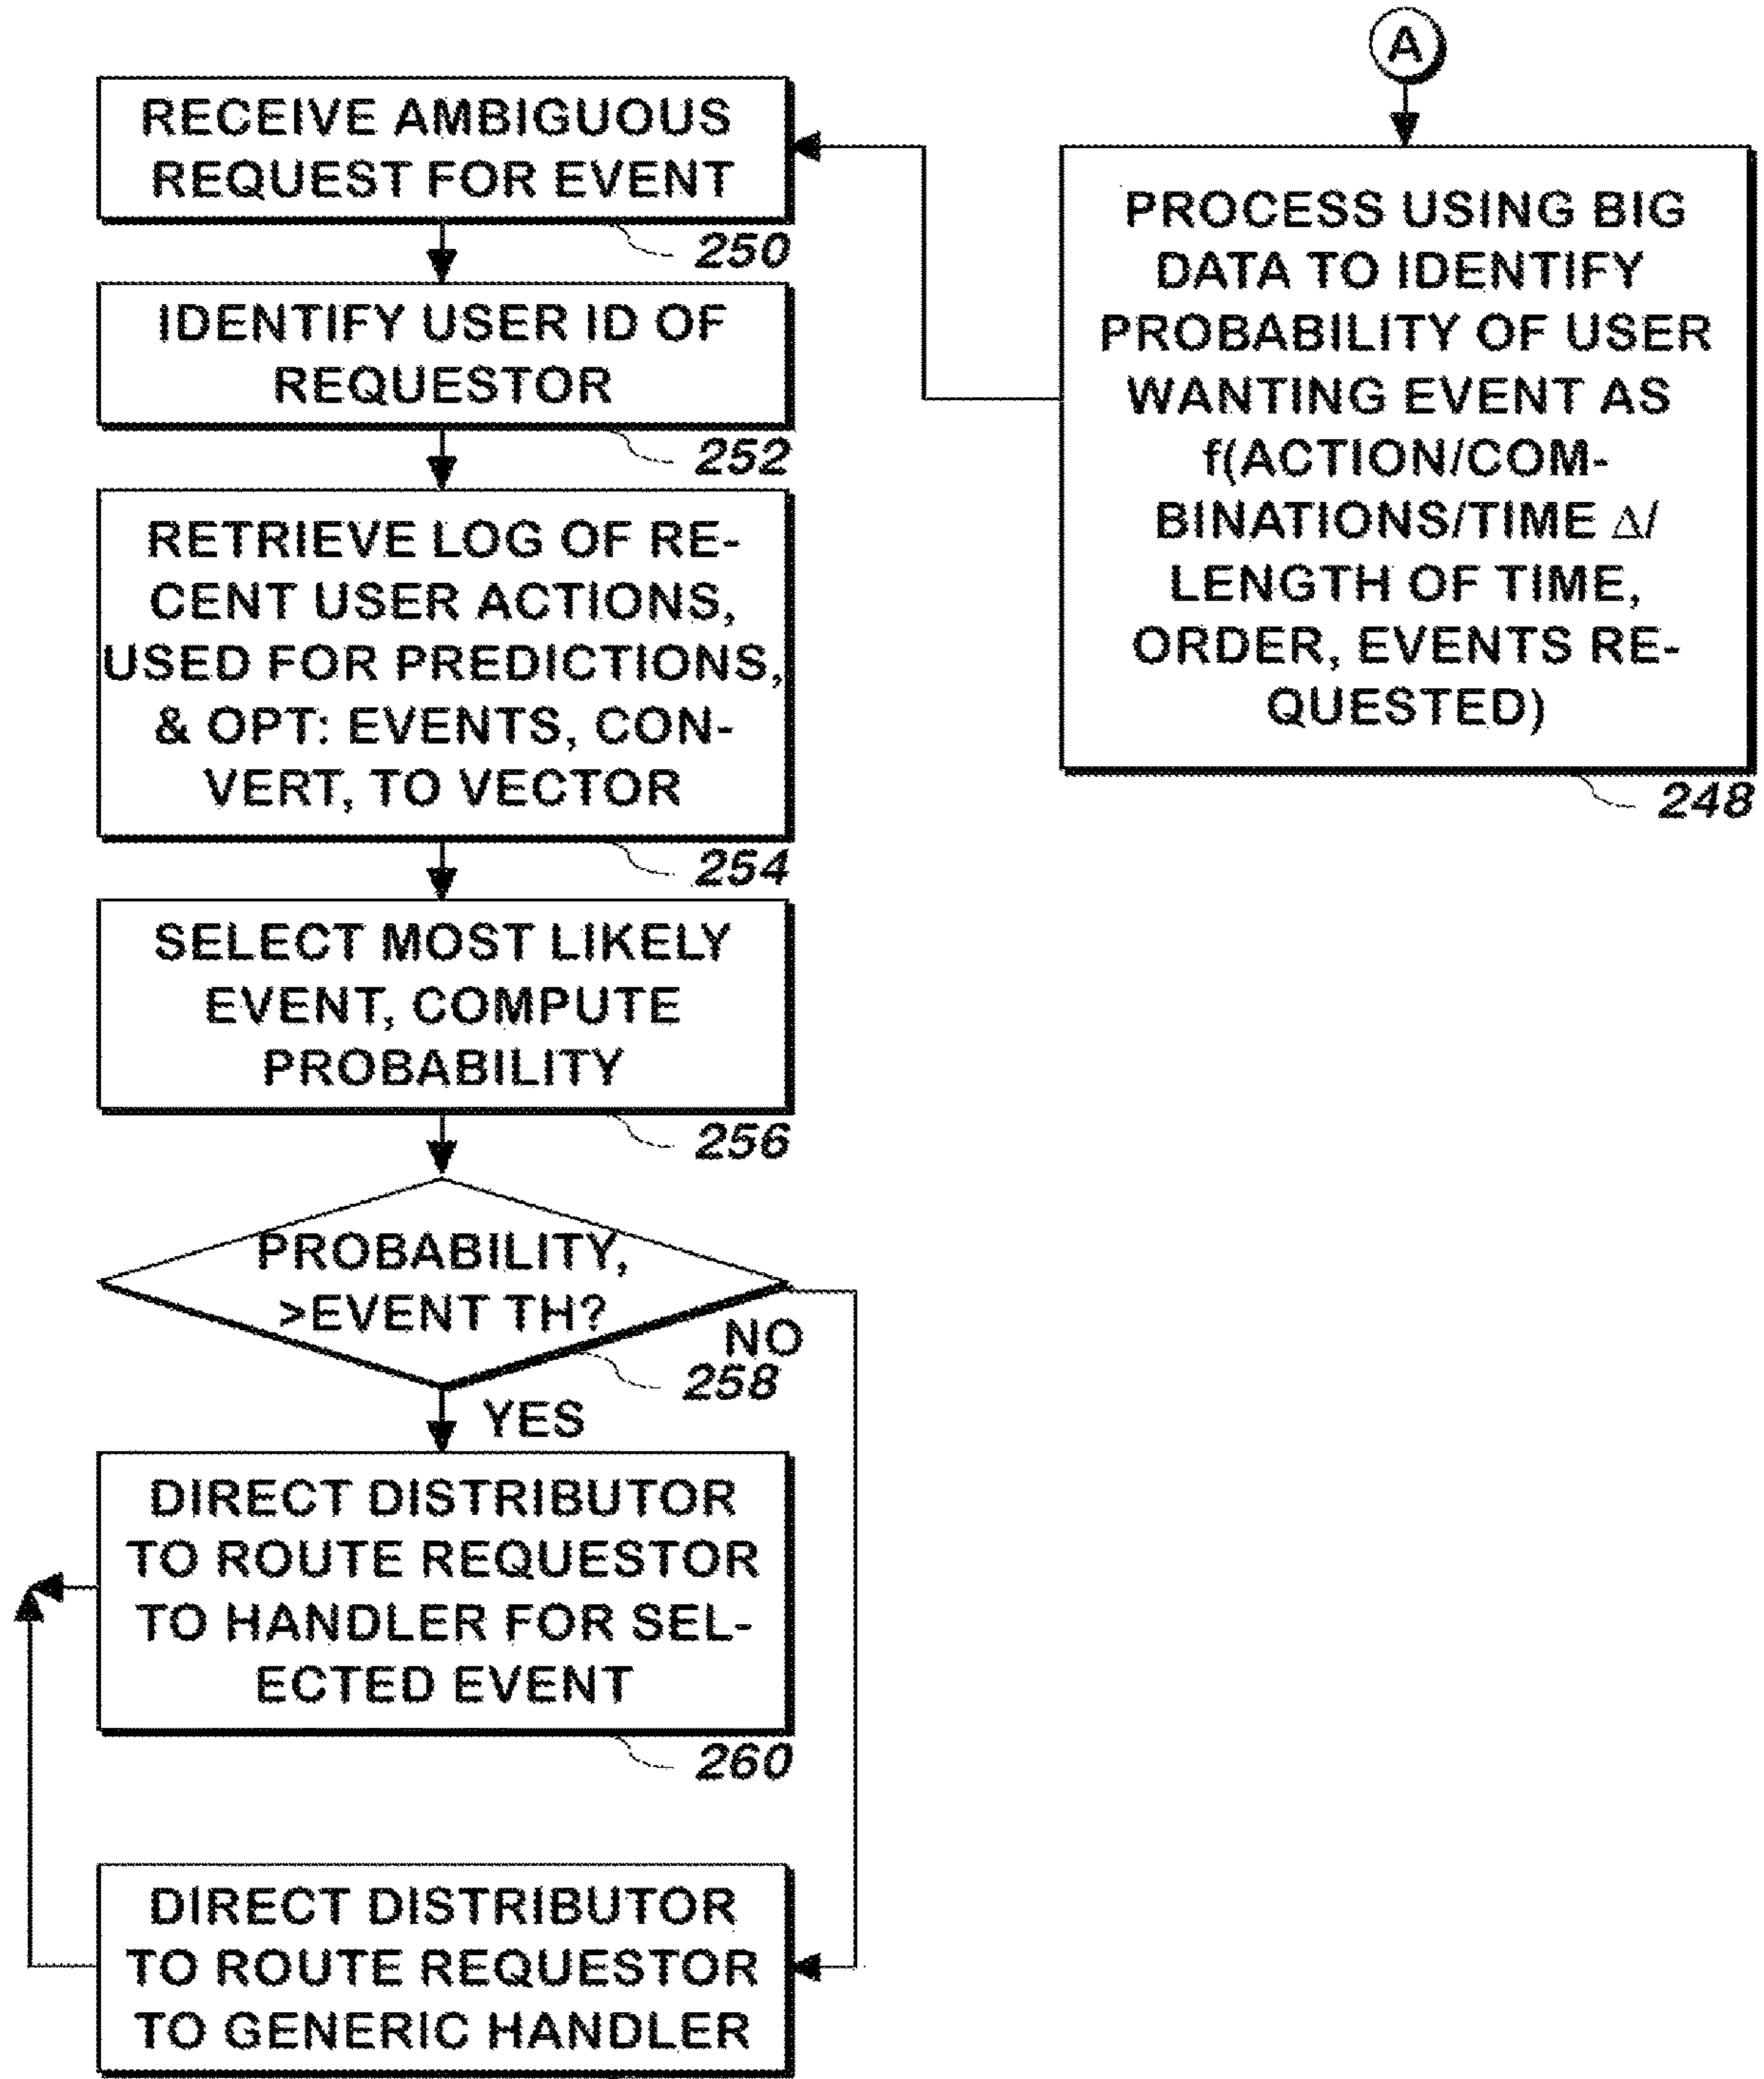 A
PROCESS USING BIG
DATA TO IDENTIFY
PROBABILITY OF USER
WANTING EVENT AS
f(ACTION/COM-
BINATIONS/TIME Δ/
LENGTH OF TIME,
ORDER, EVENTS RE-
QUESTED)
248
RECEIVE AMBIGUOUS
REQUEST FOR EVENT
250
IDENTIFY USER ID OF
REQUESTOR
252
RETRIEVE LOG OF RE-
CENT USER ACTIONS,
USED FOR PREDICTIONS,
& OPT: EVENTS, CON-
VERT, TO VECTOR
254
SELECT MOST LIKELY
EVENT, COMPUTE
PROBABILITY
256
PROBABILITY,
>EVENT TH?
NO
258
YES
DIRECT DISTRIBUTOR
TO ROUTE REQUESTOR
TO HANDLER FOR SEL-
ECTED EVENT
260
DIRECT DISTRIBUTOR
TO ROUTE REQUESTOR
TO GENERIC HANDLER